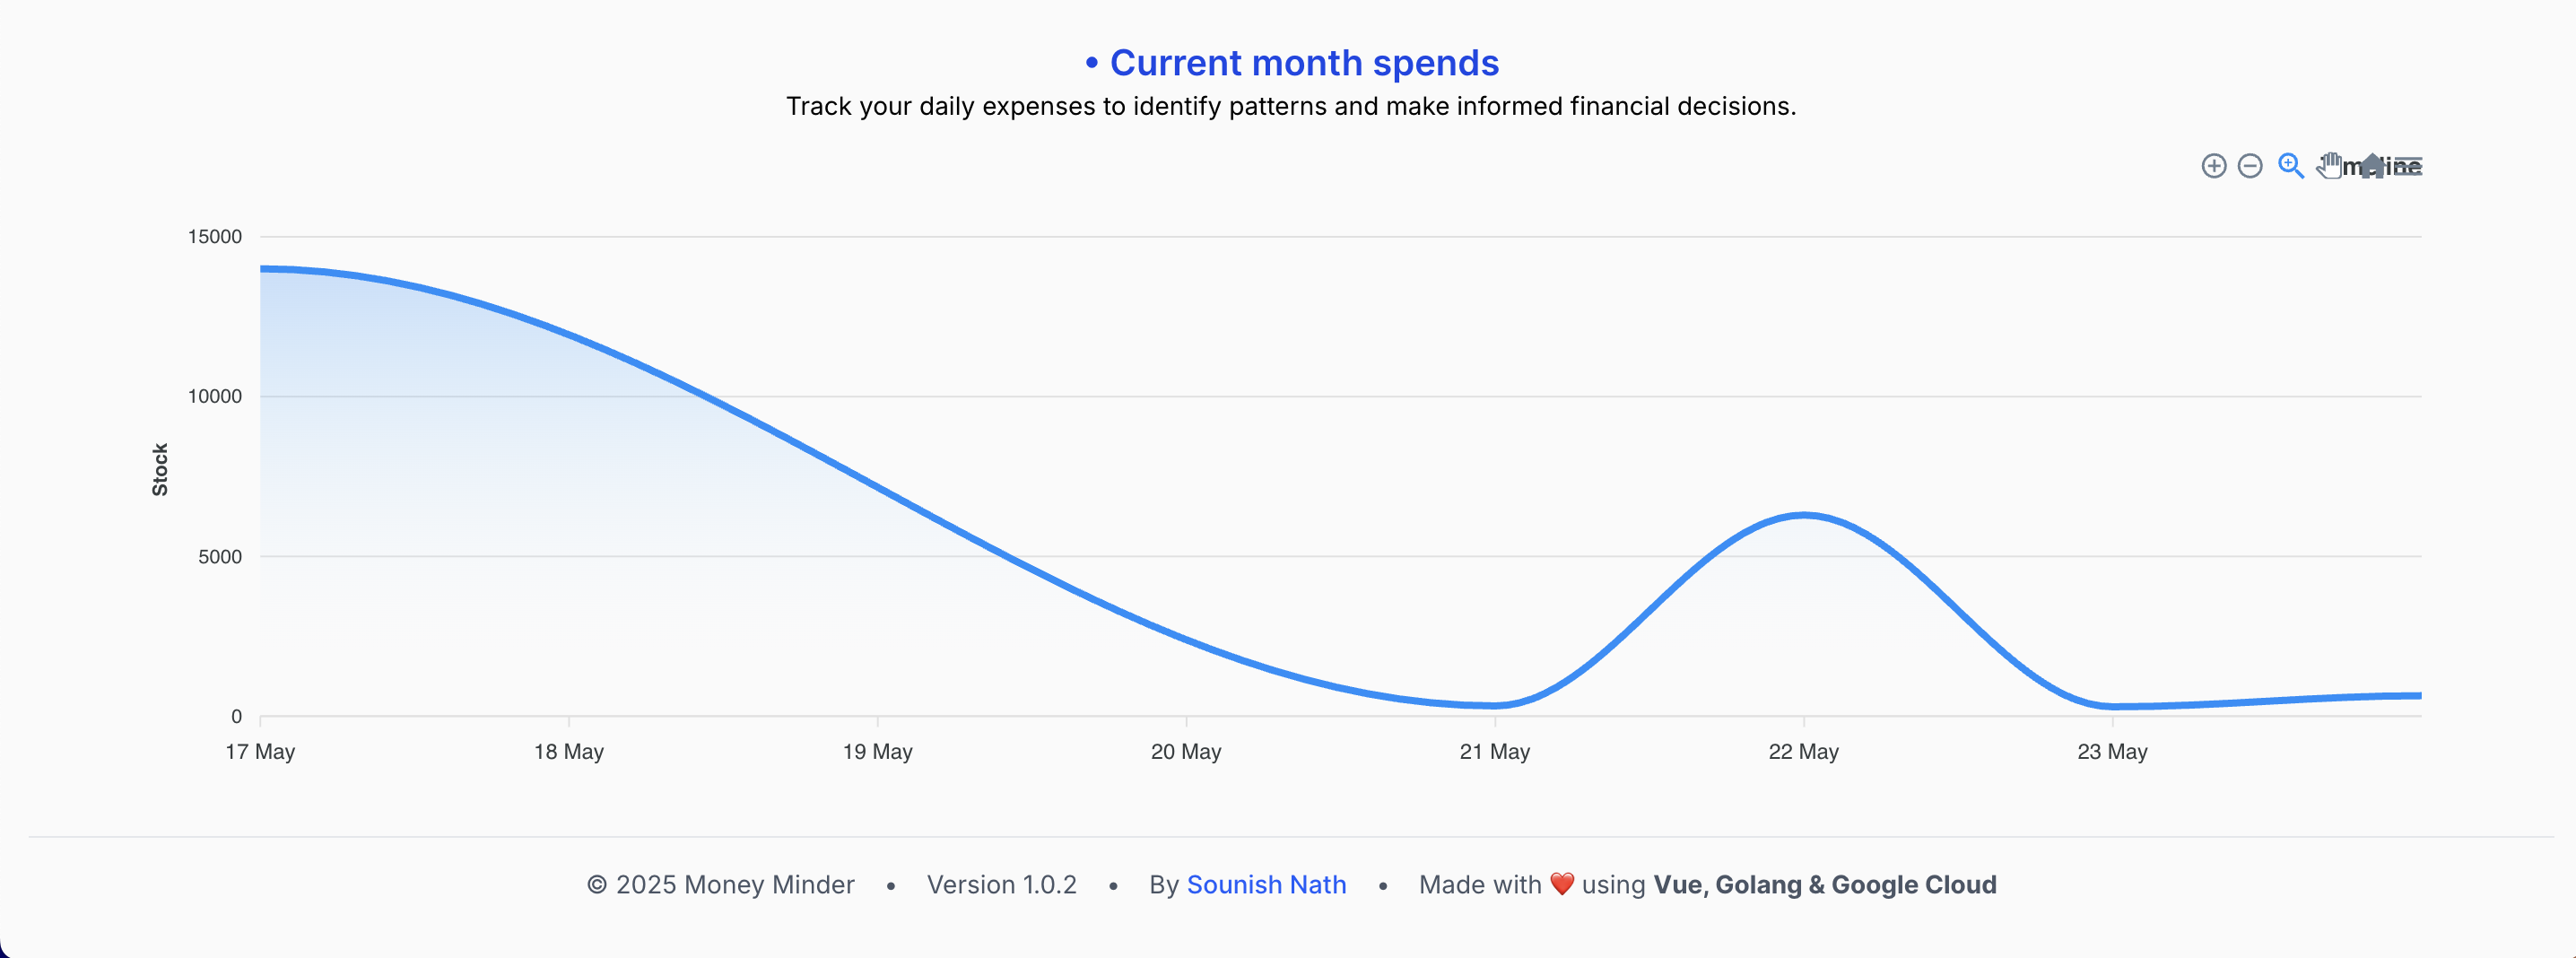 • Current month spends
Track your daily expenses to identify patterns and make informed financial decisions.
15000
10000
5000
0
Stock
17 May 18 May 19 May 20 May 21 May 22 May 23 May
© 2025 Money Minder • Version 1.0.2 • By Sounish Nath • Made with ❤️ using Vue, Golang & Google Cloud